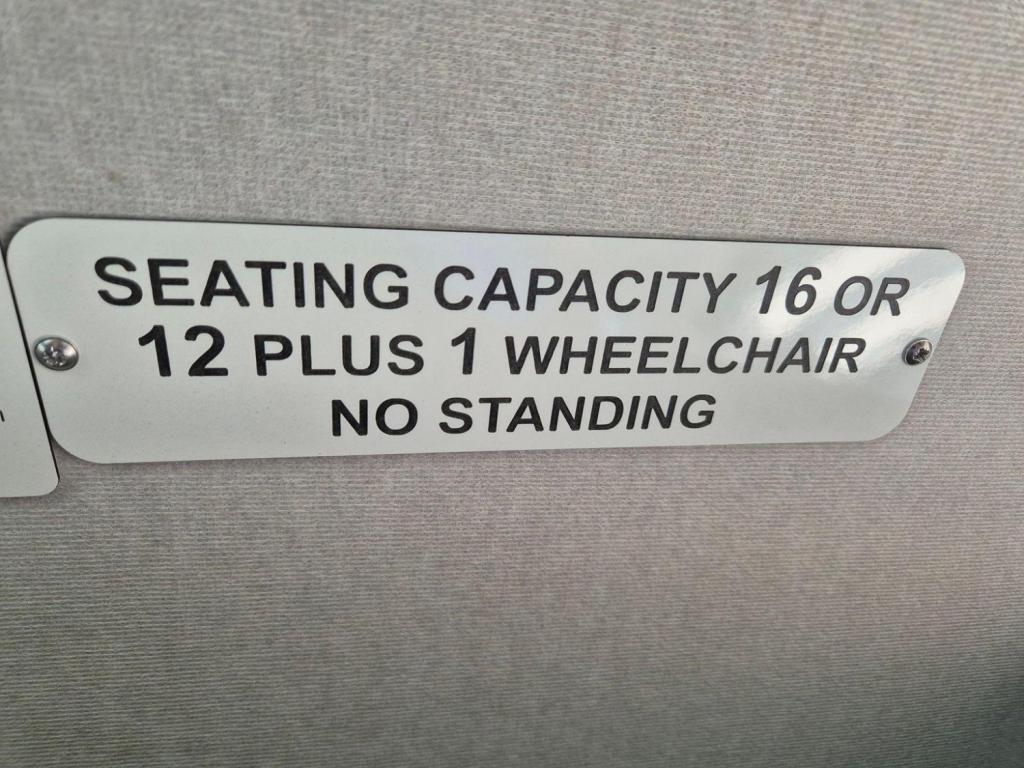 SEATING CAPACITY 16 OR
12 PLUS 1 WHEELCHAIR
NO STANDING